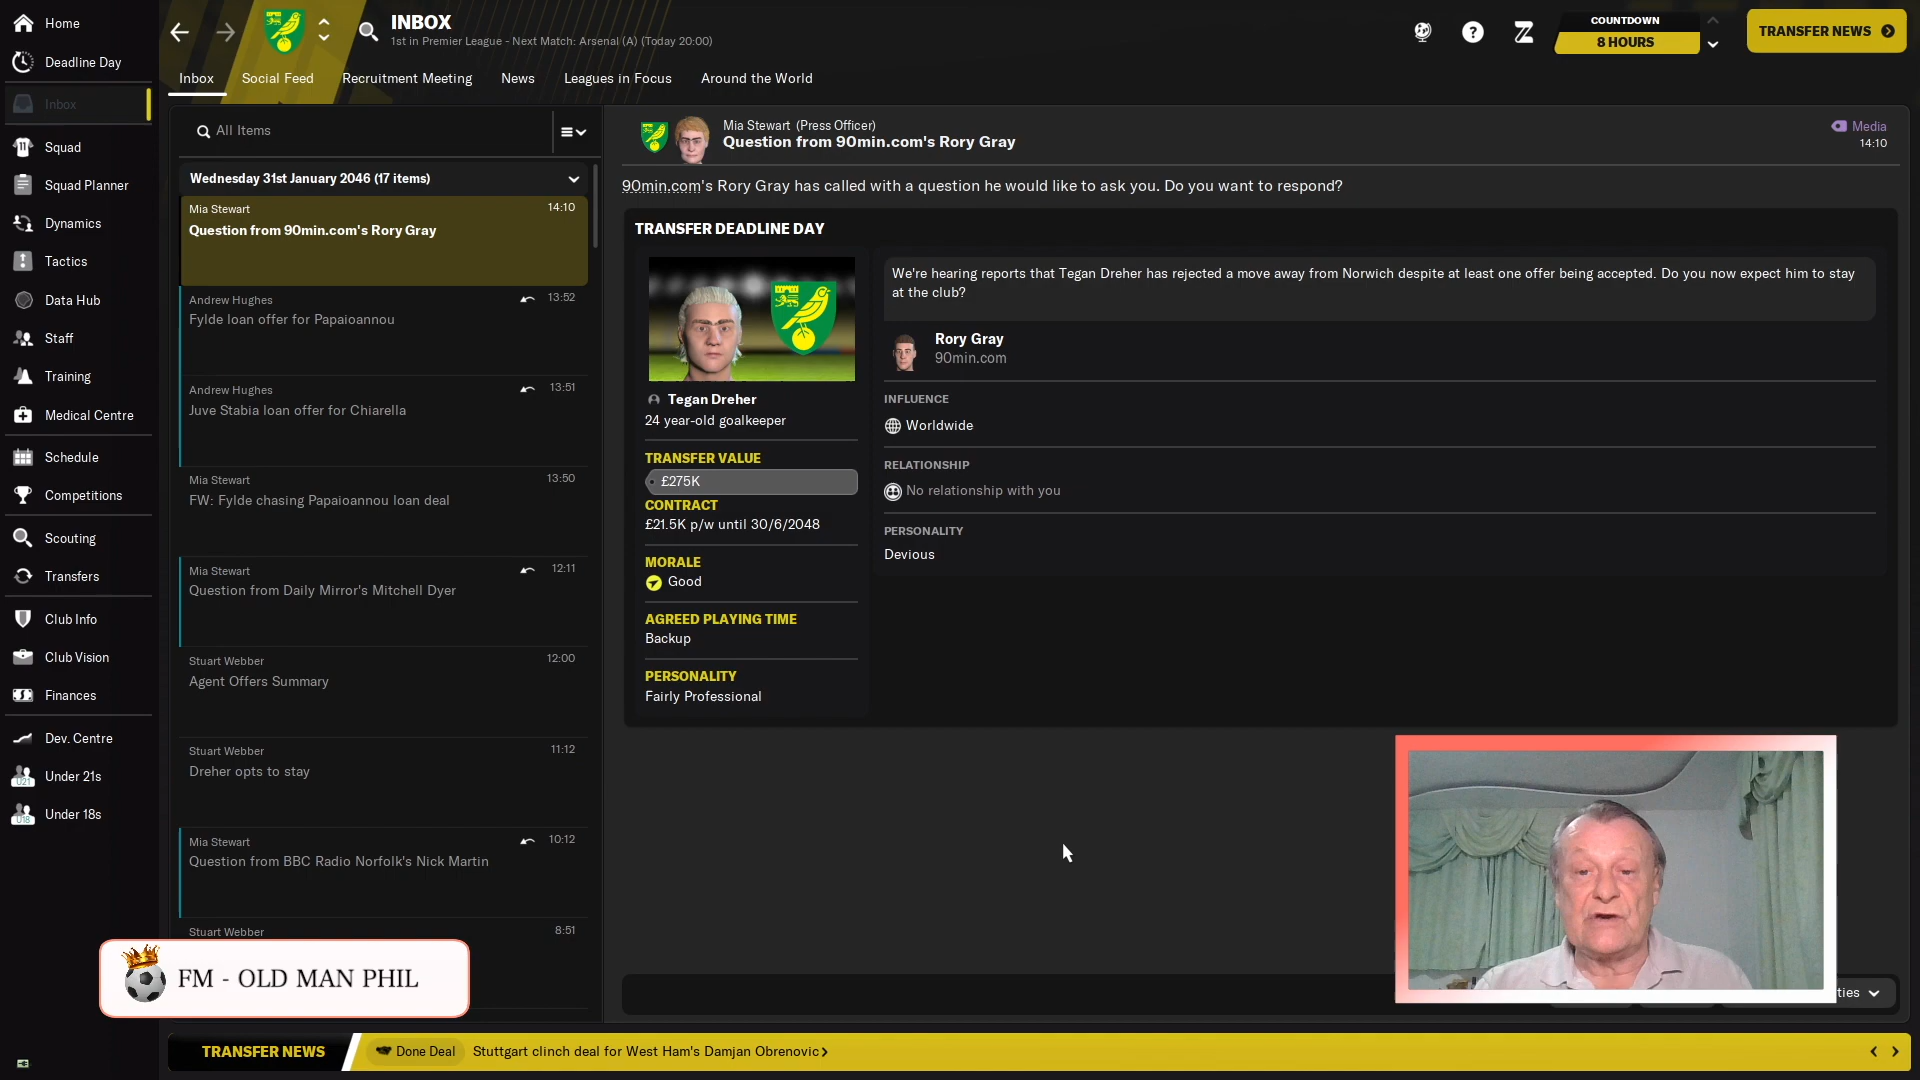 Home
Deadline Day
Inbox
Squad
Squad Planner
Dynamics
Tactics
Data Hub
Staff
Training
Medical Centre
Schedule
Competitions
Scouting
Transfers
Club Info
Club Vision
Finances
Dev. Centre
Under 21s
Under 18s
INBOX
1st in Premier League - Next Match: Arsenal (A) (Today 20:00)
COUNTDOWN
8 HOURS
TRANSFER NEWS
Inbox
Social Feed
Recruitment Meeting
News
Leagues in Focus
Around the World
All Items
Wednesday 31st January 2046 (17 items)
Mia Stewart 14:10
Question from 90min.com's Rory Gray
Andrew Hughes 13:52
Fylde loan offer for Papaioannou
Andrew Hughes 13:51
Juve Stabia loan offer for Chiarella
Mia Stewart 13:50
FW: Fylde chasing Papaioannou loan deal
Mia Stewart 12:11
Question from Daily Mirror's Mitchell Dyer
Stuart Webber 12:00
Agent Offers Summary
Stuart Webber 11:12
Dreher opts to stay
Mia Stewart 10:12
Question from BBC Radio Norfolk's Nick Martin
Stuart Webber 8:51
Mia Stewart (Press Officer)
Question from 90min.com's Rory Gray
Media
14:10
90min.com's Rory Gray has called with a question he would like to ask you. Do you want to respond?
TRANSFER DEADLINE DAY
Tegan Dreher
24 year-old goalkeeper
TRANSFER VALUE
£275K
CONTRACT
£21.5K p/w until 30/6/2048
MORALE
Good
AGREED PLAYING TIME
Backup
PERSONALITY
Fairly Professional
We're hearing reports that Tegan Dreher has rejected a move away from Norwich despite at least one offer being accepted. Do you now expect him to stay
at the club?
Rory Gray
90min.com
INFLUENCE
Worldwide
RELATIONSHIP
No relationship with you
PERSONALITY
Devious
ties
FM - OLD MAN PHIL
TRANSFER NEWS
Done Deal
Stuttgart clinch deal for West Ham's Damjan Obrenovic